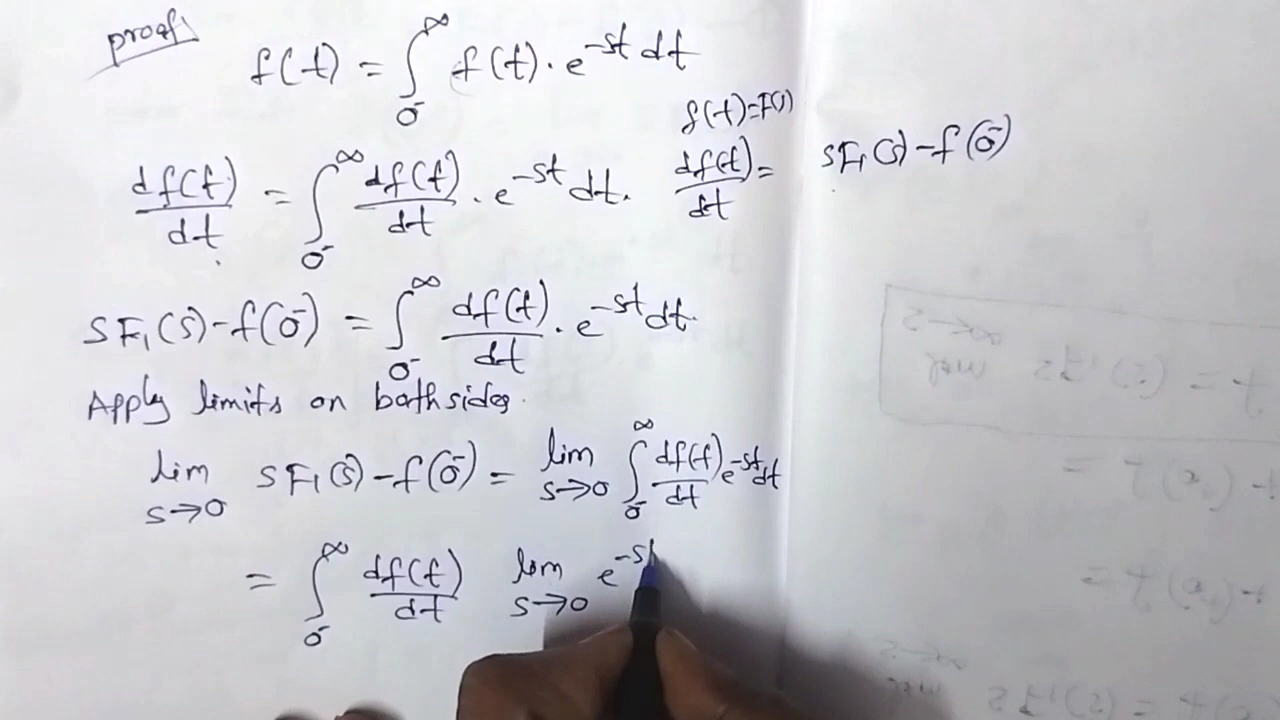 proof
f(t) = ∫_{0⁻}^{∞} f(t) · e^{-st} dt
f(t) = F(s)
df(t)/dt = ∫_{0⁻}^{∞} df(t)/dt · e^{-st} dt. df(t)/dt = SF₁(s) - f(0⁻)
SF₁(s) - f(0⁻) = ∫_{0⁻}^{∞} df(t)/dt · e^{-st} dt.
Apply limits on bothsides.
lim_{s→0} SF₁(s) - f(0⁻) = lim_{s→0} ∫_{0⁻}^{∞} df(t)/dt e^{-st} dt
= ∫_{0⁻}^{∞} df(t)/dt lim_{s→0} e^{-st}